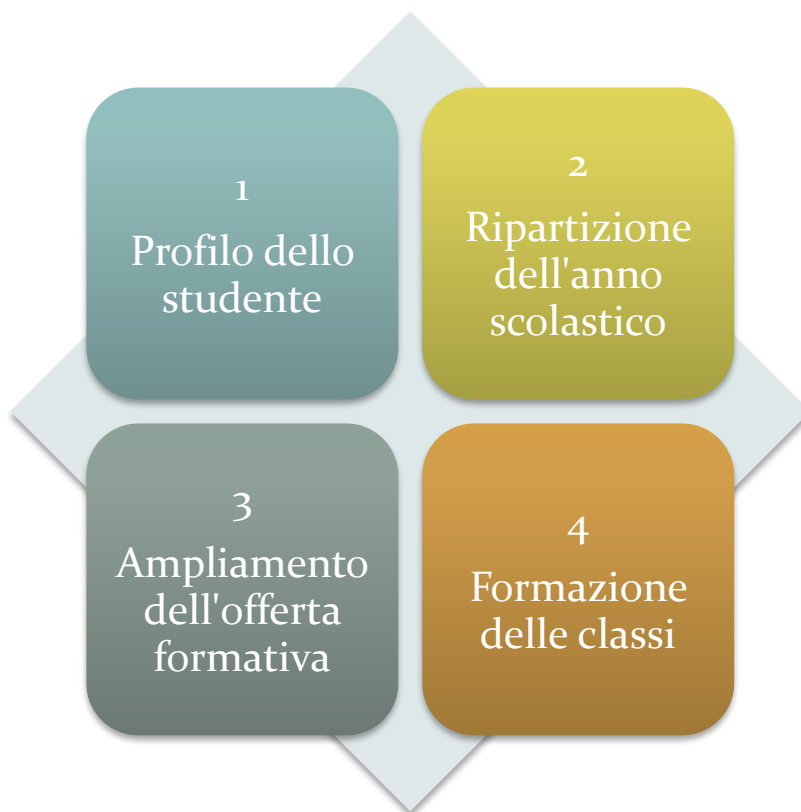 1
Profilo dello
studente
2
Ripartizione
dell'anno
scolastico
3
Ampliamento
dell'offerta
formativa
4
Formazione
delle classi